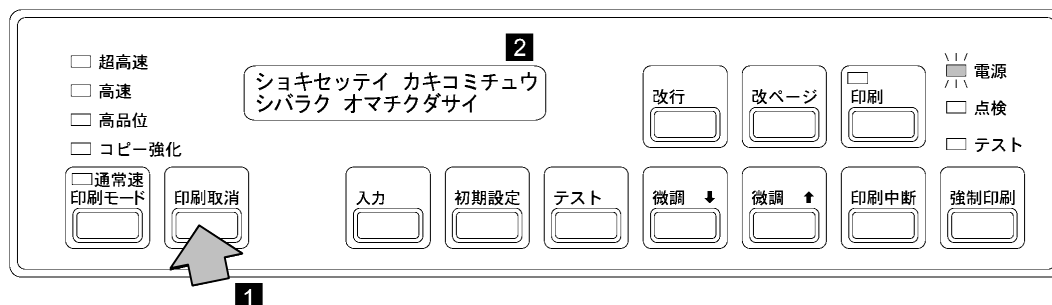 2
超高速
高速
高品位
コピー強化
通常速
印刷モード
印刷取消
ショキセッテイ カキコミチュウ
シバラク オマチクダサイ
改行
改ページ
印刷
電源
点検
テスト
入力
初期設定
テスト
微調 ⬇
微調 ⬆
印刷中断
強制印刷
1